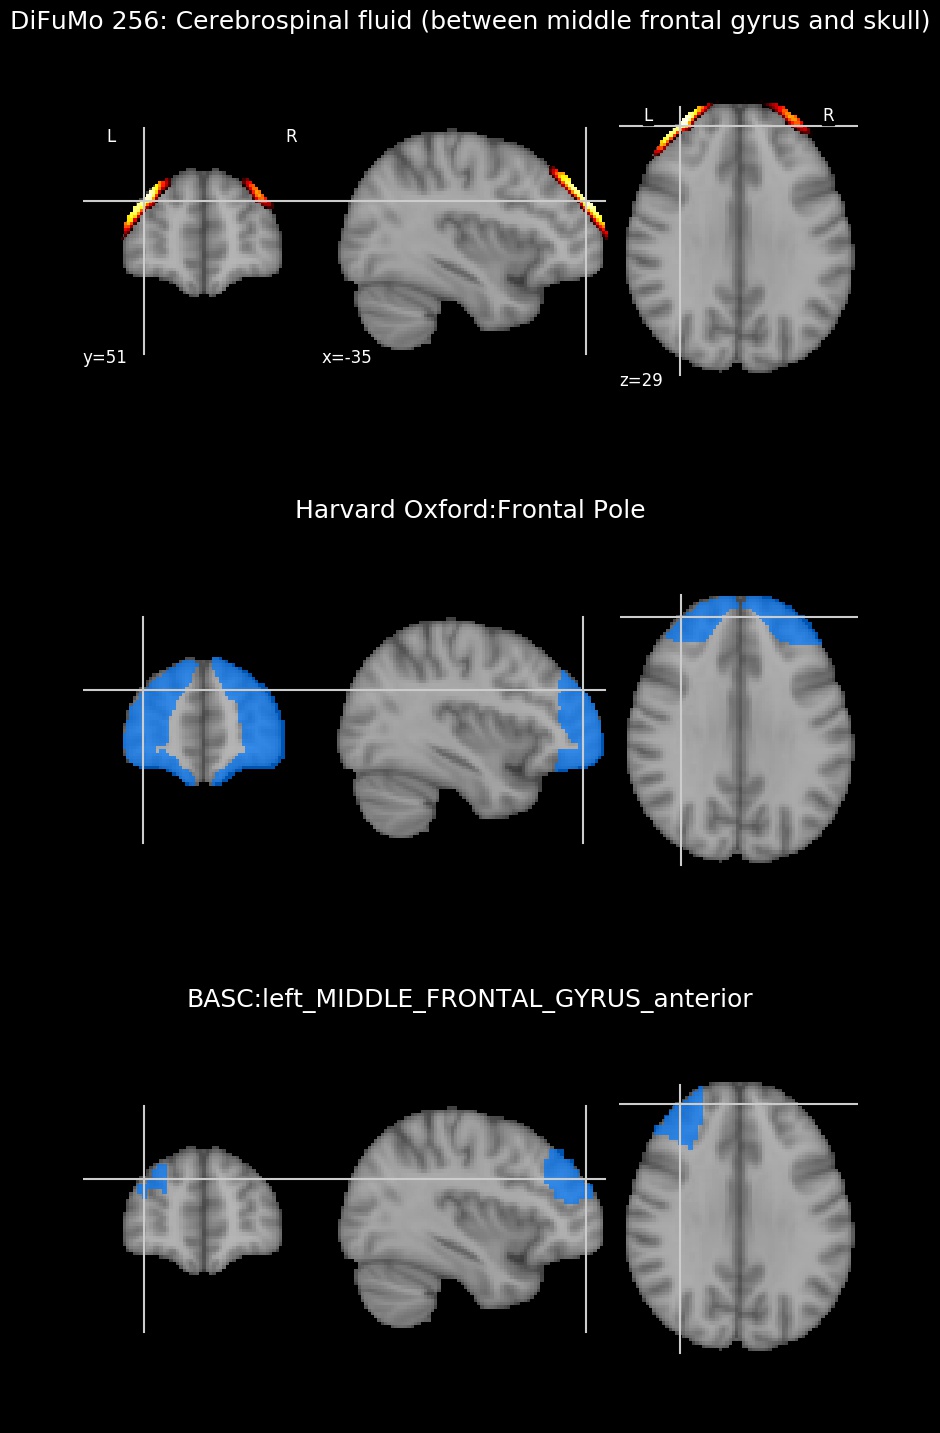 DiFuMo 256: Cerebrospinal fluid (between middle frontal gyrus and skull)
L R
L R
y=51
x=-35
z=29
Harvard Oxford:Frontal Pole
BASC:left_MIDDLE_FRONTAL_GYRUS_anterior